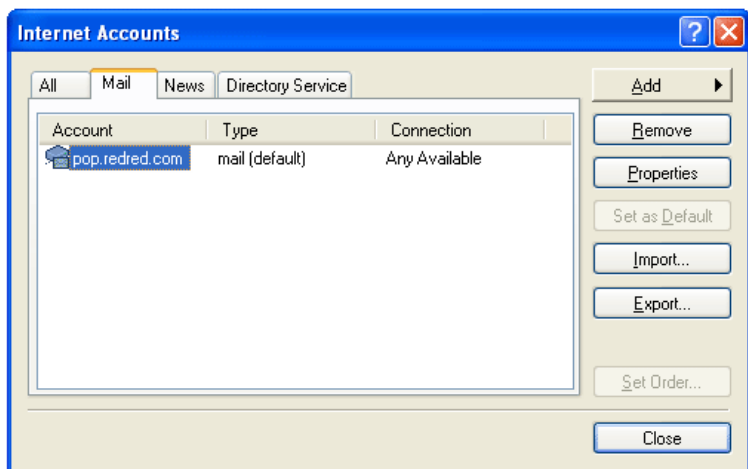 Internet Accounts
All Mail News Directory Service
Account Type Connection
pop.redred.com mail (default) Any Available
Add
Remove
Properties
Set as Default
Import...
Export...
Set Order...
Close